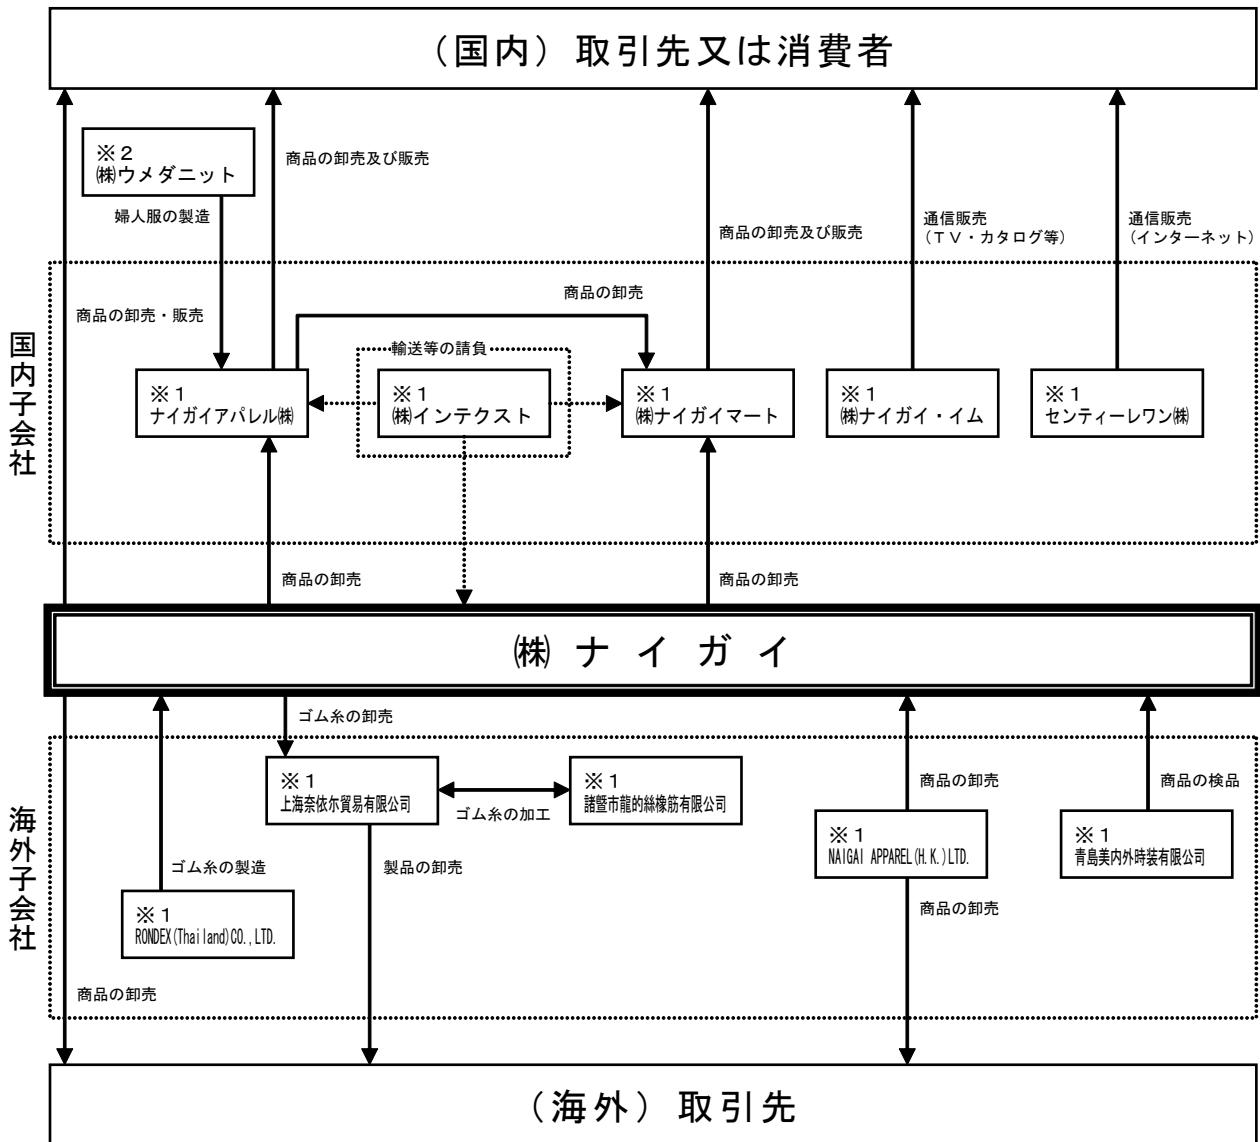 （国内）取引先又は消費者
※２
㈱ウメダニット
商品の卸売及び販売
婦人服の製造
商品の卸売及び販売
通信販売
（ＴＶ・カタログ等）
通信販売
（インターネット）
国内子会社
商品の卸売・販売
商品の卸売
輸送等の請負
※１
ナイガイアパレル㈱
※１
㈱インテクスト
※１
㈱ナイガイマート
※１
㈱ナイガイ・イム
※１
センティーレワン㈱
商品の卸売
商品の卸売
㈱ナイガイ
ゴム糸の卸売
海外子会社
※１
上海奈依尔貿易有限公司
ゴム糸の加工
※１
諸暨市龍的絲橡筋有限公司
商品の卸売
商品の検品
※１
NAIGAI APPAREL(H.K.)LTD.
※１
青島美内外時装有限公司
ゴム糸の製造
製品の卸売
※１
RONDEX(Thailand)CO.,LTD.
商品の卸売
商品の卸売
（海外）取引先